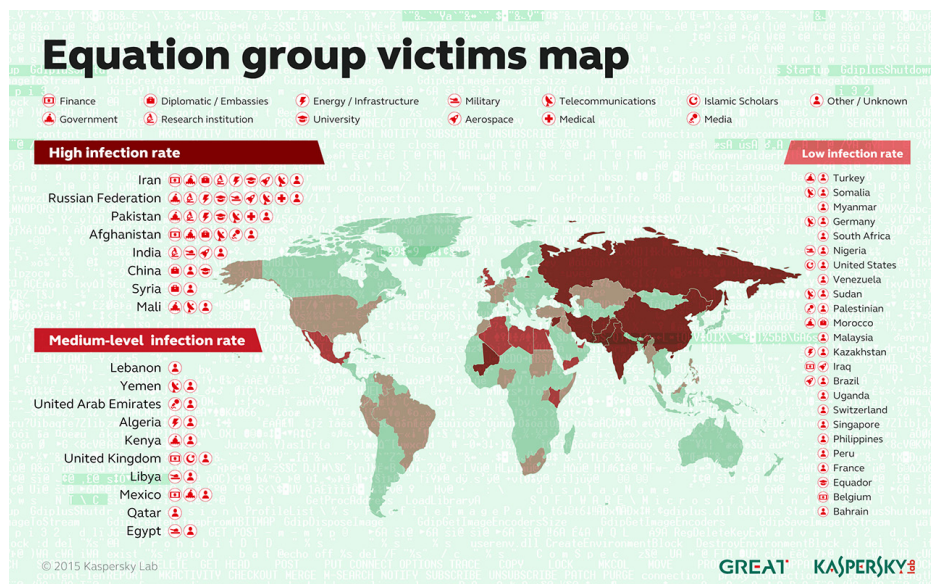 Equation group victims map
Finance
Diplomatic / Embassies
Energy / Infrastructure
Military
Telecommunications
Islamic Scholars
Other / Unknown
Government
Research institution
University
Aerospace
Medical
Media
High infection rate
Iran
Russian Federation
Pakistan
Afghanistan
India
China
Syria
Mali
Medium-level infection rate
Lebanon
Yemen
United Arab Emirates
Algeria
Kenya
United Kingdom
Libya
Mexico
Qatar
Egypt
Low infection rate
Turkey
Somalia
Myanmar
Germany
South Africa
Nigeria
United States
Venezuela
Sudan
Palestinian
Morocco
Malaysia
Kazakhstan
Iraq
Brazil
Uganda
Switzerland
Singapore
Philippines
Peru
France
Equador
Belgium
Bahrain
© 2015 Kaspersky Lab
GREAT
KASPERSKY lab